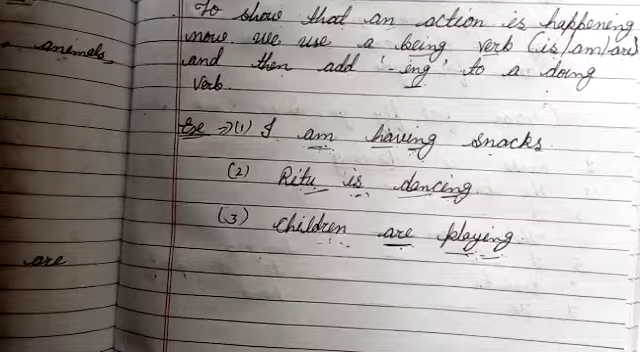 To show that an action is happening
animals
now we use a being verb (is/am/are)
and then add '-ing' to a doing
verb.
Ex ⇒ (1) I am having snacks
(2) Ritu is dancing
(3) children are playing.
are